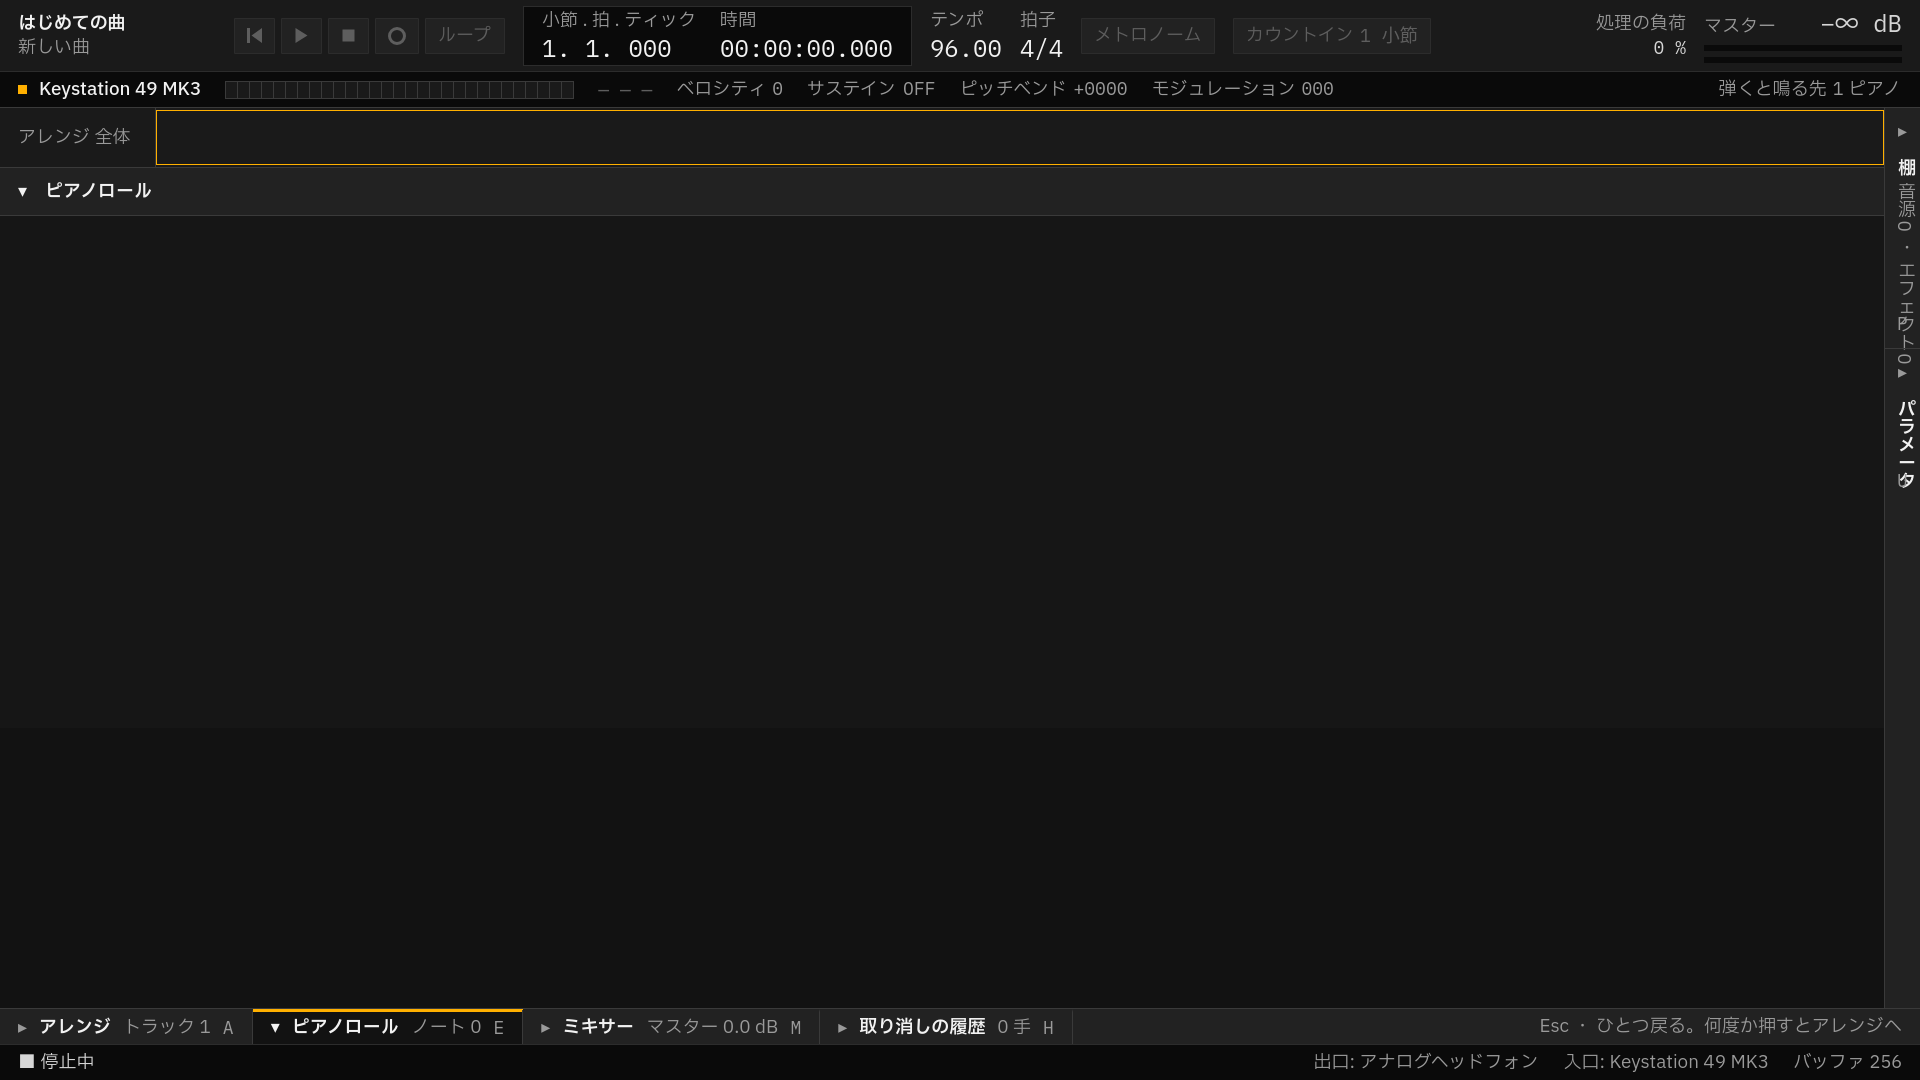 はじめての曲
新しい曲
ループ
小節 . 拍 . ティック 時間
1. 1. 000 00:00:00.000
テンポ 拍子
96.00 4/4
メトロノーム
カウントイン 1 小節
処理の負荷
0 %
マスター −∞ dB
Keystation 49 MK3 — — — ベロシティ 0 サステイン OFF ピッチベンド +0000 モジュレーション 000 弾くと鳴る先 1 ピアノ
アレンジ 全体
▼ ピアノロール
▶ 棚 音源 0 · エフェクト 0
▶ パラメータ
▶ アレンジ トラック 1 A
▼ ピアノロール ノート 0 E
▶ ミキサー マスター 0.0 dB M
▶ 取り消しの履歴 0 手 H
Esc · ひとつ戻る。何度か押すとアレンジへ
■ 停止中
出口: アナログヘッドフォン 入口: Keystation 49 MK3 バッファ 256